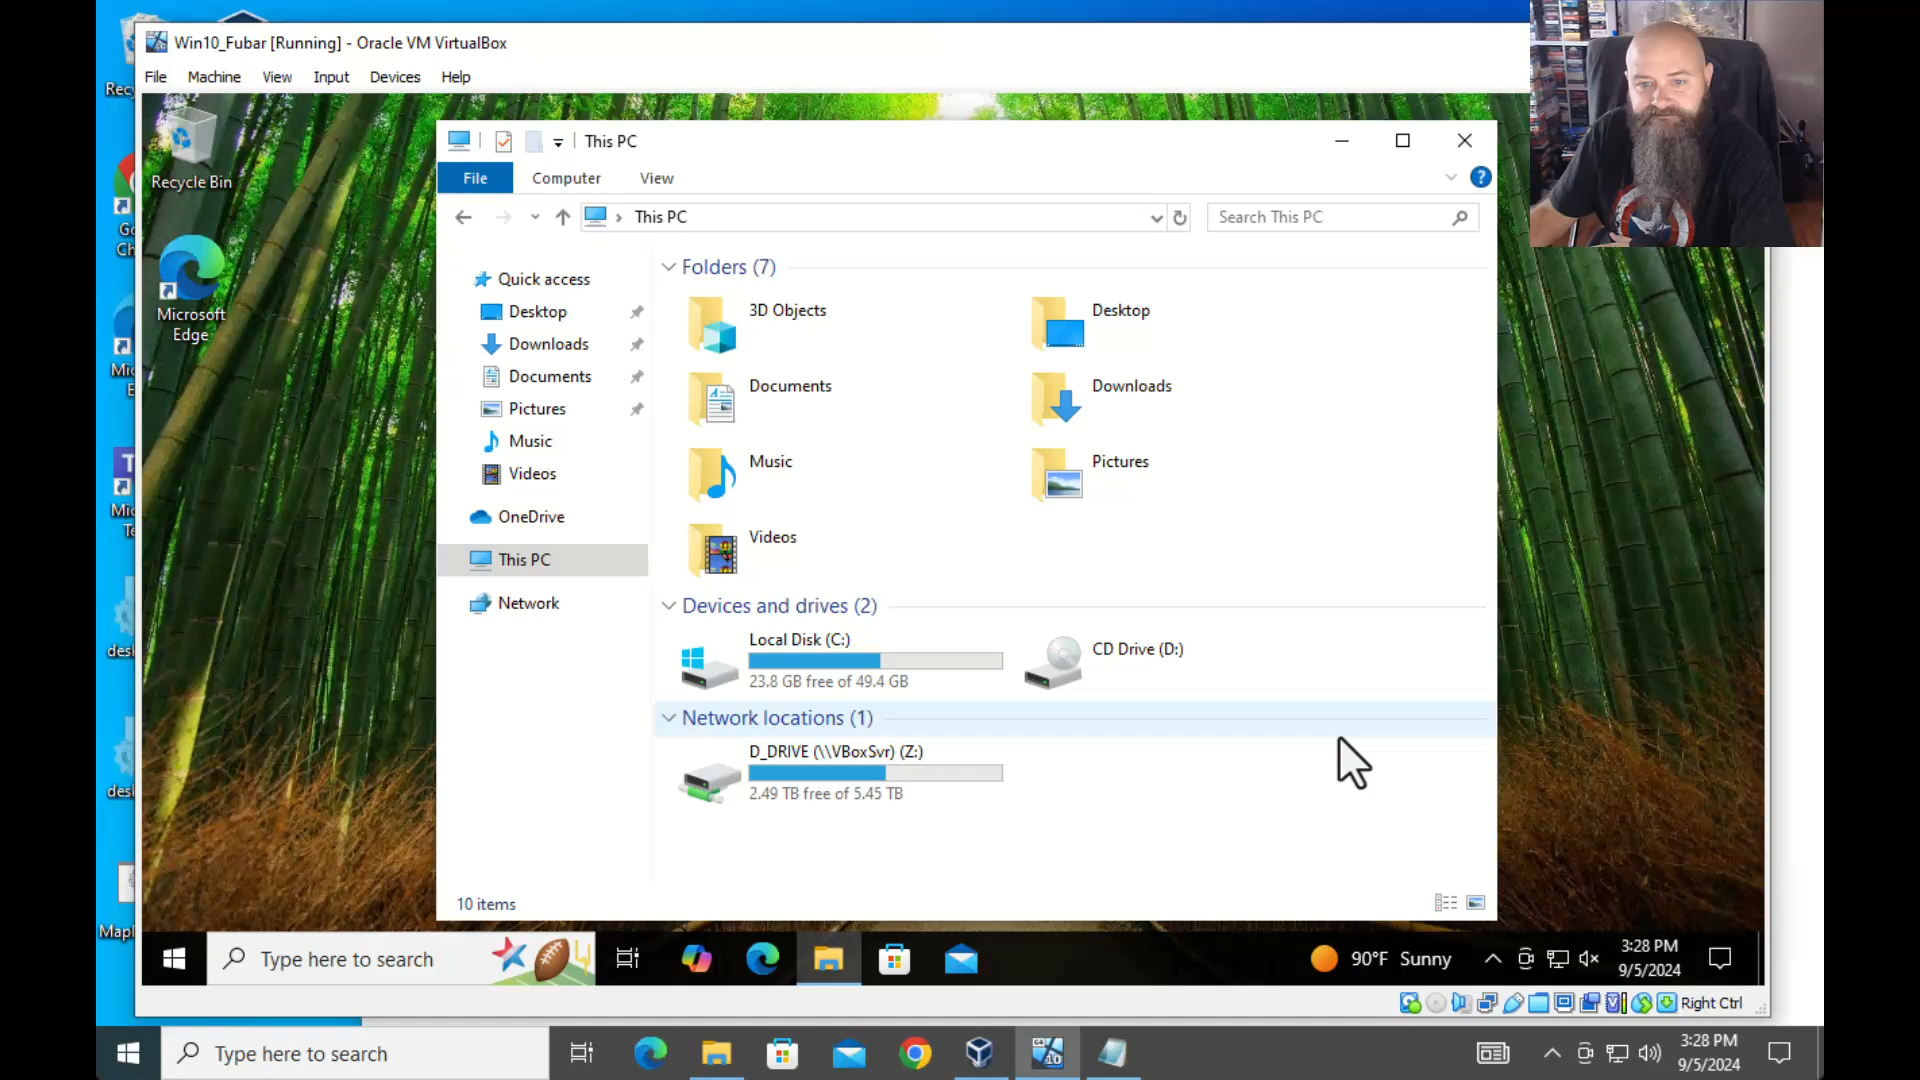 Win10_Fubar [Running] - Oracle VM VirtualBox
File Machine View Input Devices Help
Recycle Bin
Microsoft
Edge
This PC
File Computer View
This PC
Search This PC
Quick access
Desktop
Downloads
Documents
Pictures
Music
Videos
OneDrive
This PC
Network
Folders (7)
3D Objects
Desktop
Documents
Downloads
Music
Pictures
Videos
Devices and drives (2)
Local Disk (C:)
23.8 GB free of 49.4 GB
CD Drive (D:)
Network locations (1)
D_DRIVE (\\VBoxSvr) (Z:)
2.49 TB free of 5.45 TB
10 items
Type here to search
90°F Sunny
3:28 PM
9/5/2024
Right Ctrl
Type here to search
3:28 PM
9/5/2024